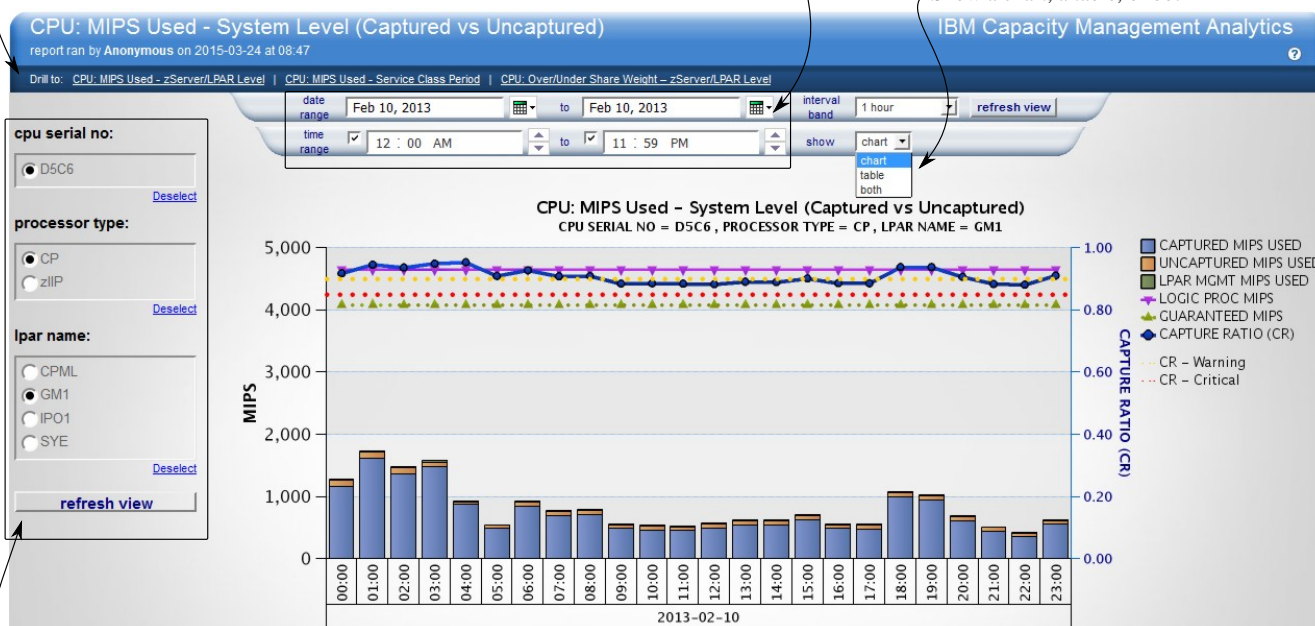 CPU: MIPS Used - System Level (Captured vs Uncaptured)
IBM Capacity Management Analytics
report ran by Anonymous on 2015-03-24 at 08:47
Drill to: CPU: MIPS Used - zServer/LPAR Level | CPU: MIPS Used - Service Class Period | CPU: Over/Under Share Weight – zServer/LPAR Level
date range Feb 10, 2013 to Feb 10, 2013 interval band 1 hour refresh view
time range 12 : 00 AM to 11 : 59 PM show chart
chart
table
both
cpu serial no:
D5C6
Deselect
processor type:
CP
zIIP
Deselect
lpar name:
CPML
GM1
IPO1
SYE
Deselect
refresh view
CPU: MIPS Used – System Level (Captured vs Uncaptured)
CPU SERIAL NO = D5C6 , PROCESSOR TYPE = CP , LPAR NAME = GM1
MIPS
5,000
4,000
3,000
2,000
1,000
0
1.00
0.80
0.60
0.40
0.20
0.00
CAPTURE RATIO (CR)
00:00 01:00 02:00 03:00 04:00 05:00 06:00 07:00 08:00 09:00 10:00 11:00 12:00 13:00 14:00 15:00 16:00 17:00 18:00 19:00 20:00 21:00 22:00 23:00
2013-02-10
CAPTURED MIPS USED
UNCAPTURED MIPS USED
LPAR MGMT MIPS USED
LOGIC PROC MIPS
GUARANTEED MIPS
CAPTURE RATIO (CR)
CR – Warning
CR – Critical